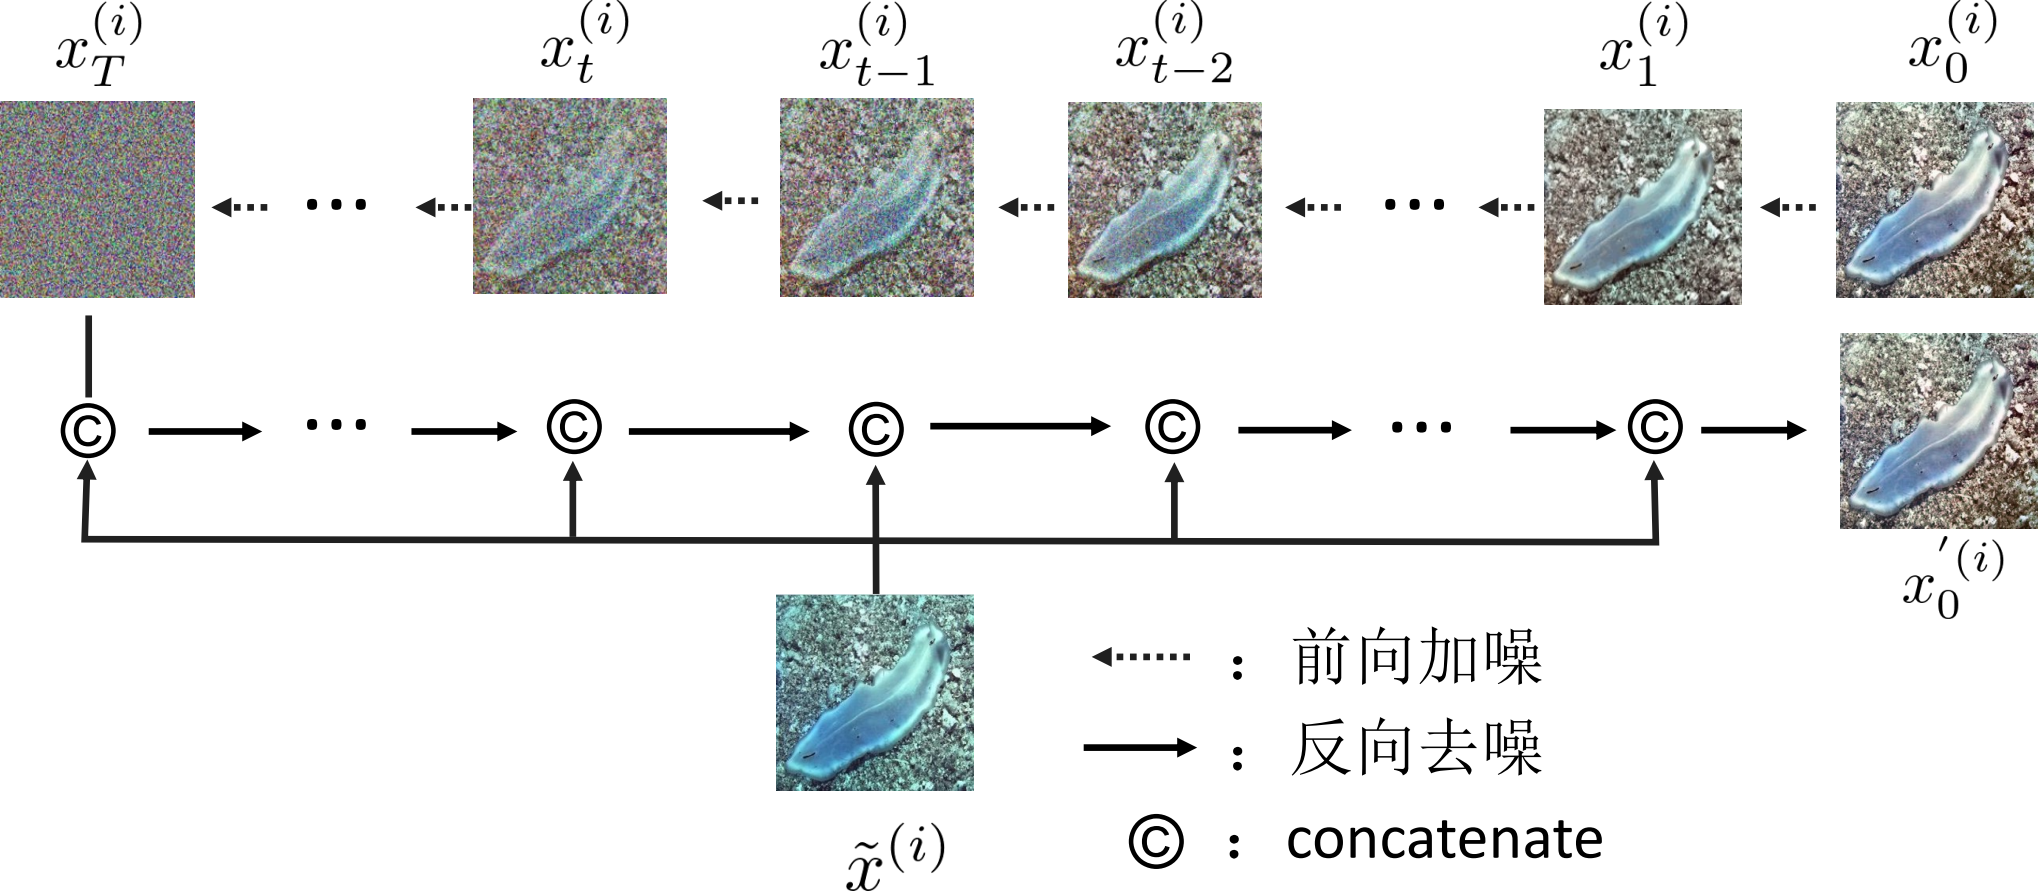 x_T^{(i)} x_t^{(i)} x_{t-1}^{(i)} x_{t-2}^{(i)} x_1^{(i)} x_0^{(i)}
··· ···
© ··· © © © ··· ©
x_0^{'(i)}
: 前向加噪
: 反向去噪
© : concatenate
x̃^{(i)}